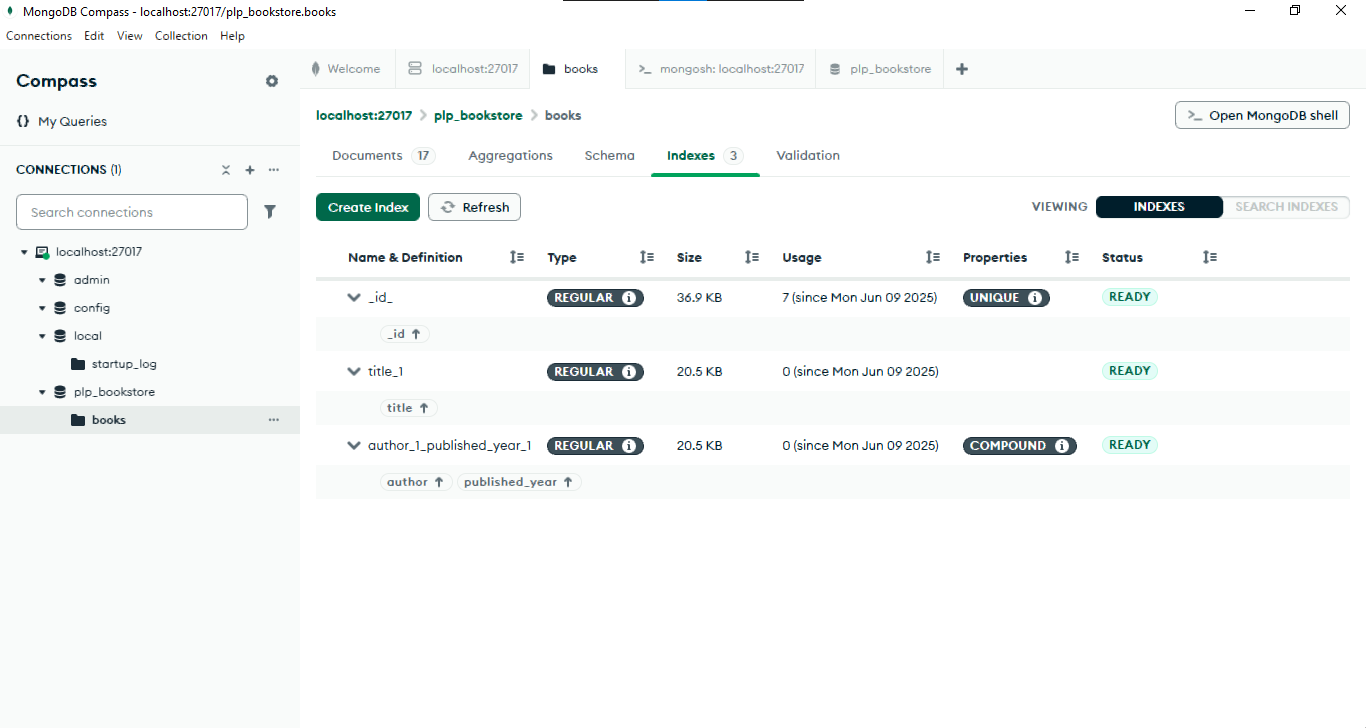 MongoDB Compass - localhost:27017/plp_bookstore.books
Connections Edit View Collection Help
Compass
{} My Queries
CONNECTIONS (1)
Search connections
localhost:27017
admin
config
local
startup_log
plp_bookstore
books
Welcome localhost:27017 books >_ mongosh: localhost:27017 plp_bookstore
localhost:27017 > plp_bookstore > books
>_ Open MongoDB shell
Documents 17 Aggregations Schema Indexes 3 Validation
Create Index Refresh VIEWING INDEXES SEARCH INDEXES
Name & Definition Type Size Usage Properties Status
_id_ REGULAR 36.9 KB 7 (since Mon Jun 09 2025) UNIQUE READY
_id ↑
title_1 REGULAR 20.5 KB 0 (since Mon Jun 09 2025) READY
title ↑
author_1_published_year_1 REGULAR 20.5 KB 0 (since Mon Jun 09 2025) COMPOUND READY
author ↑ published_year ↑